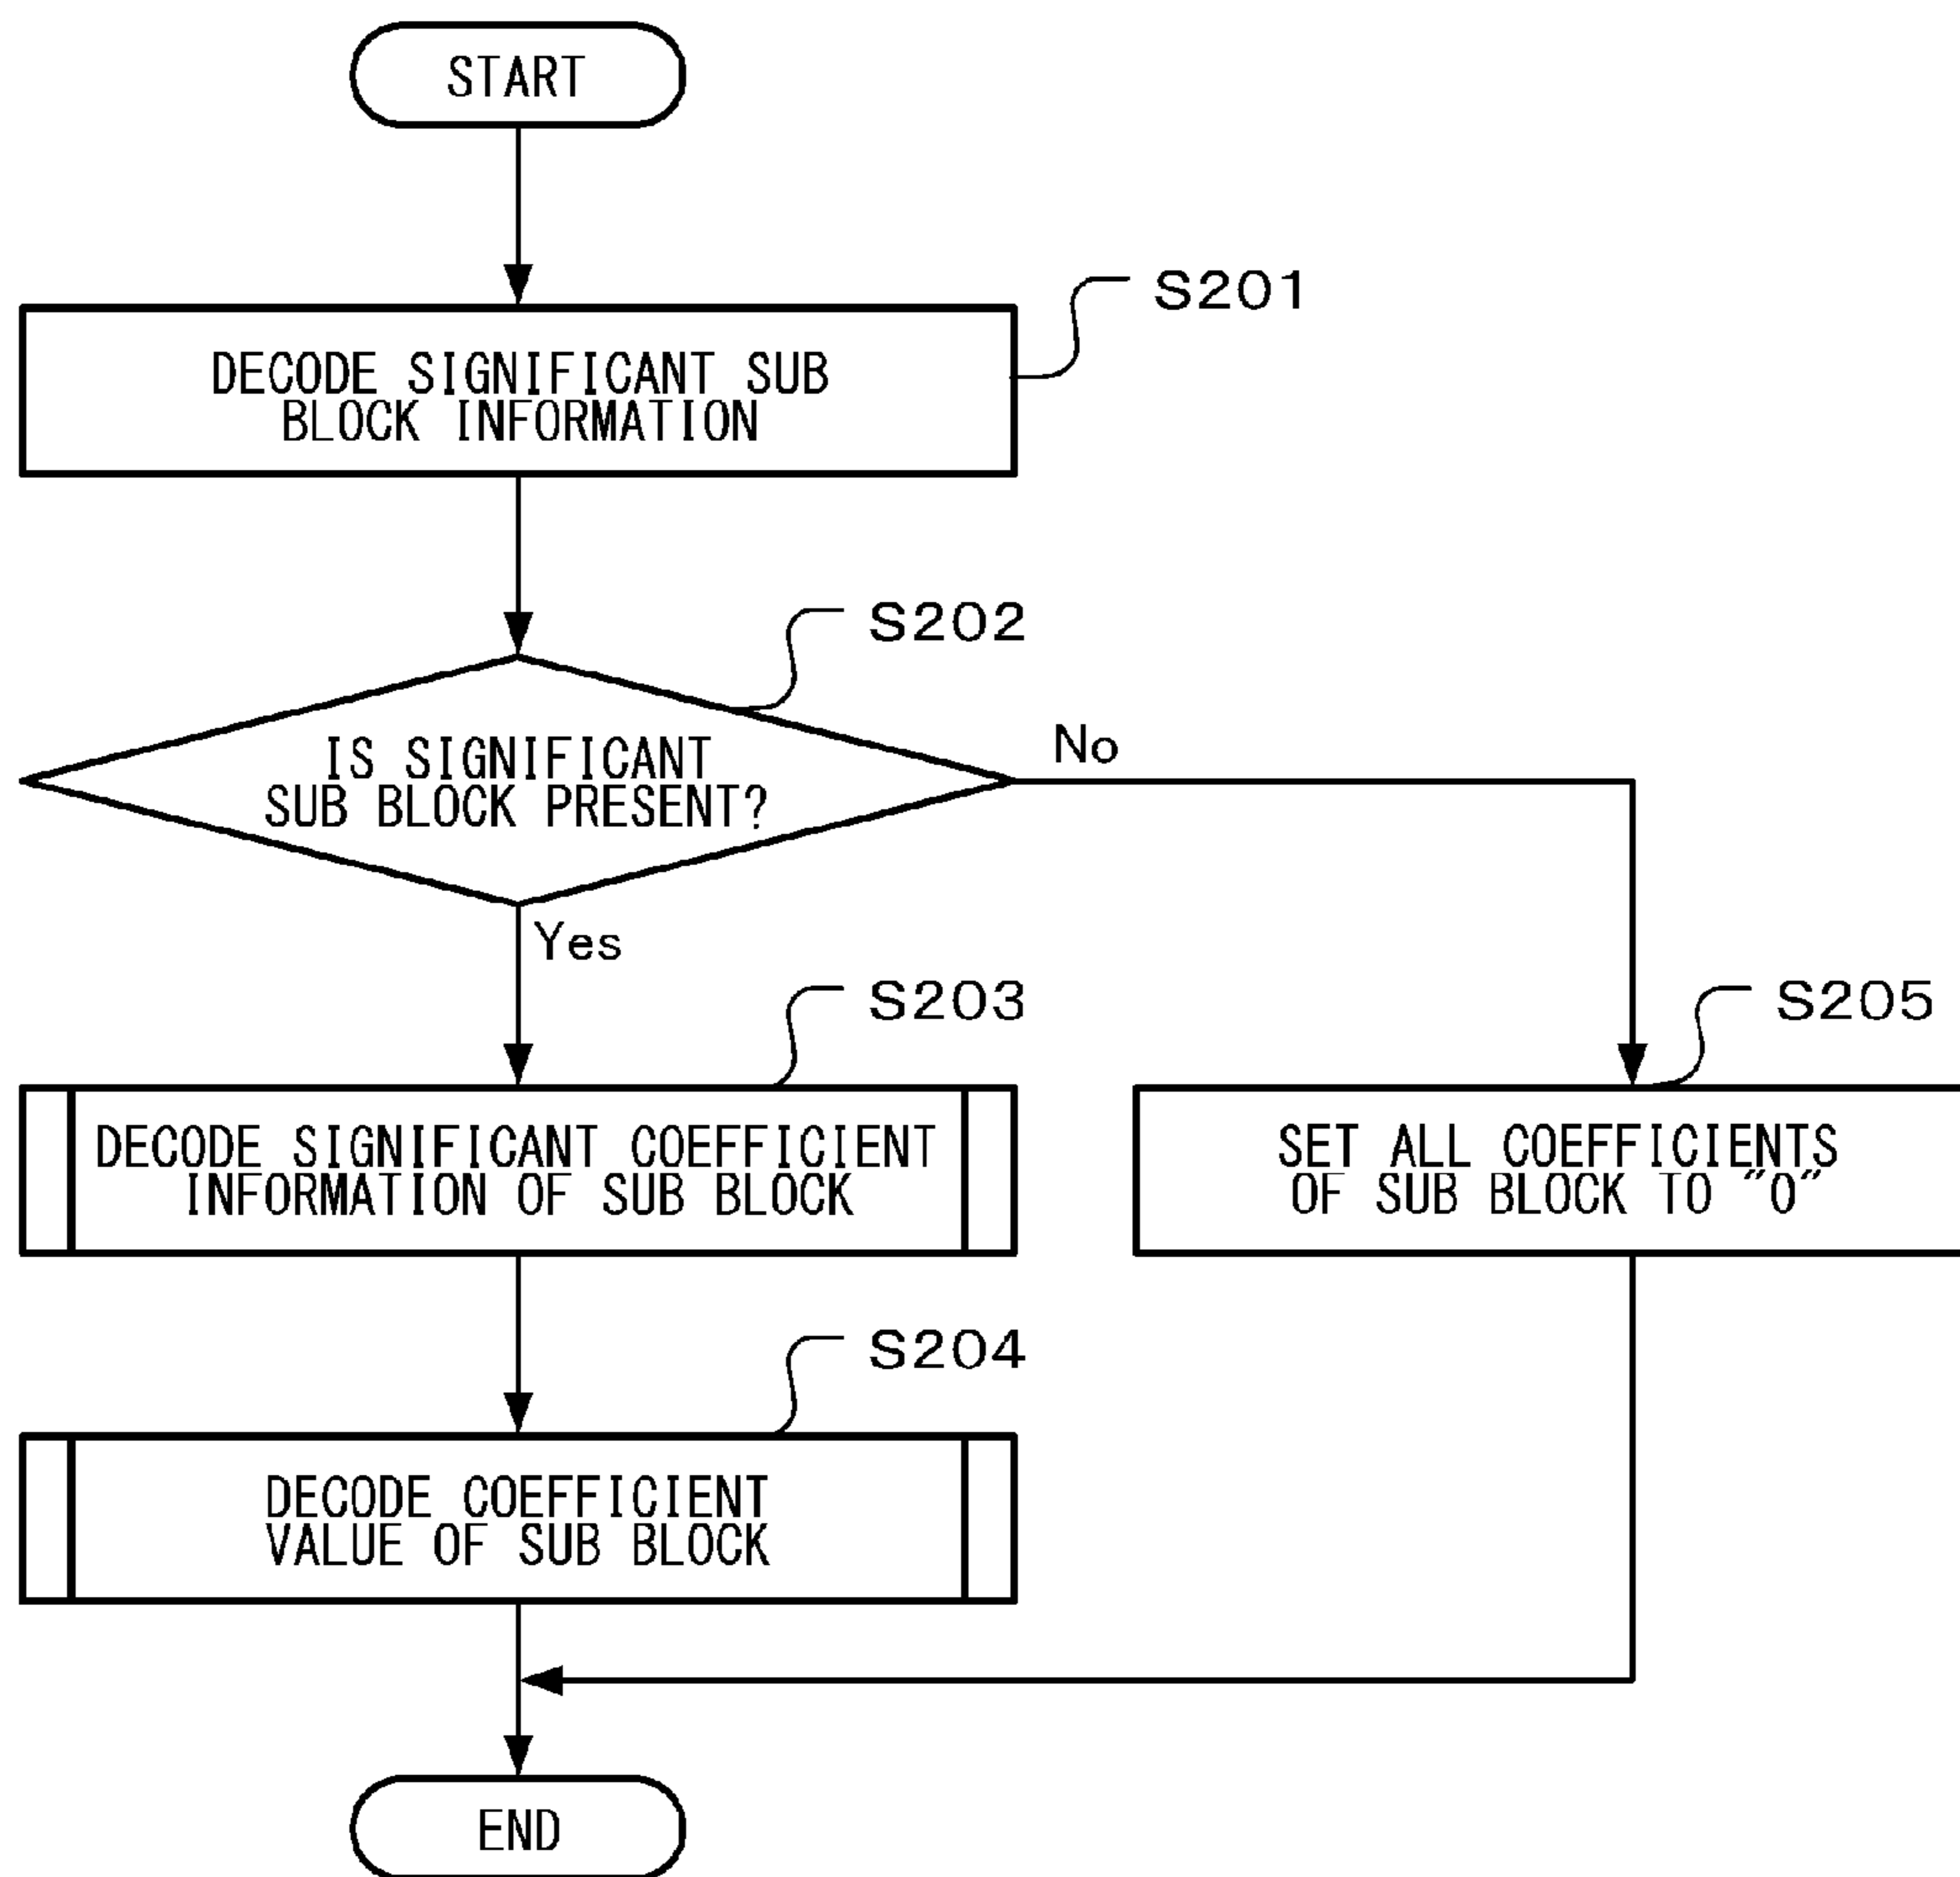 START
S201
DECODE SIGNIFICANT SUB
BLOCK INFORMATION
S202
IS SIGNIFICANT
SUB BLOCK PRESENT?
No
Yes
S203
DECODE SIGNIFICANT COEFFICIENT
INFORMATION OF SUB BLOCK
S205
SET ALL COEFFICIENTS
OF SUB BLOCK TO "0"
S204
DECODE COEFFICIENT
VALUE OF SUB BLOCK
END